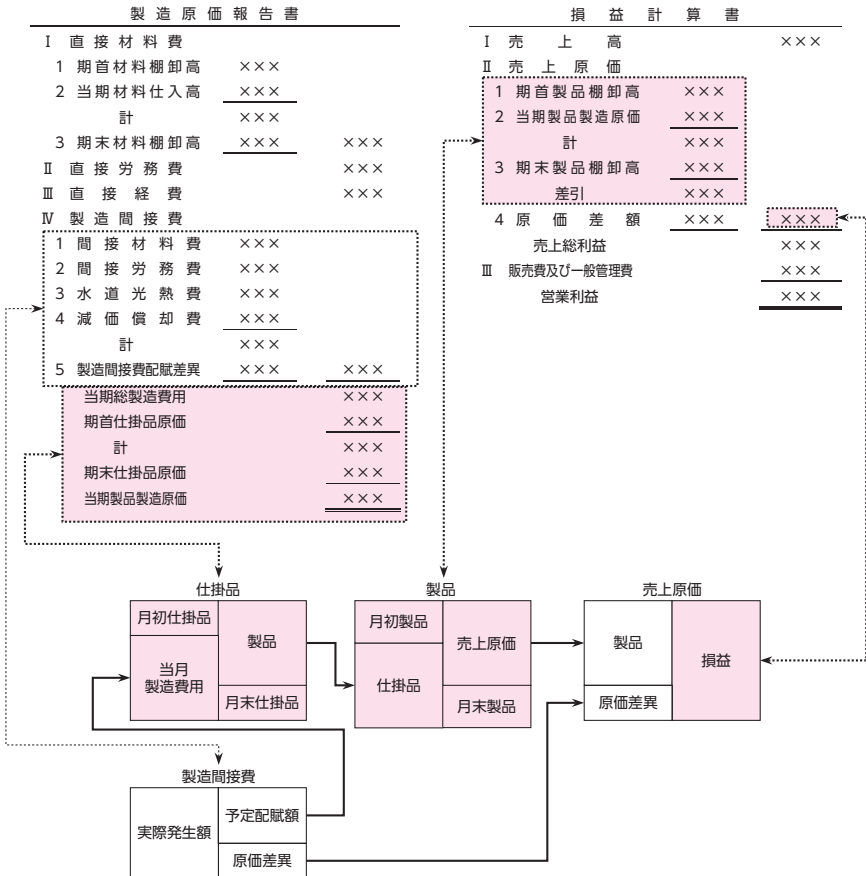 製造原価報告書
Ⅰ 直接材料費
1 期首材料棚卸高 ×××
2 当期材料仕入高 ×××
計 ×××
3 期末材料棚卸高 ××× ×××
Ⅱ 直接労務費 ×××
Ⅲ 直接経費 ×××
Ⅳ 製造間接費
1 間接材料費 ×××
2 間接労務費 ×××
3 水道光熱費 ×××
4 減価償却費 ×××
計 ×××
5 製造間接費配賦差異 ××× ×××
当期総製造費用 ×××
期首仕掛品原価 ×××
計 ×××
期末仕掛品原価 ×××
当期製品製造原価 ×××
損益計算書
Ⅰ 売上高 ×××
Ⅱ 売上原価
1 期首製品棚卸高 ×××
2 当期製品製造原価 ×××
計 ×××
3 期末製品棚卸高 ×××
差引 ×××
4 原価差額 ××× ×××
売上総利益 ×××
Ⅲ 販売費及び一般管理費 ×××
営業利益 ×××
仕掛品
月初仕掛品
当月
製造費用
製品
月末仕掛品
製品
月初製品
仕掛品
売上原価
月末製品
売上原価
製品
原価差異
損益
製造間接費
実際発生額
予定配賦額
原価差異